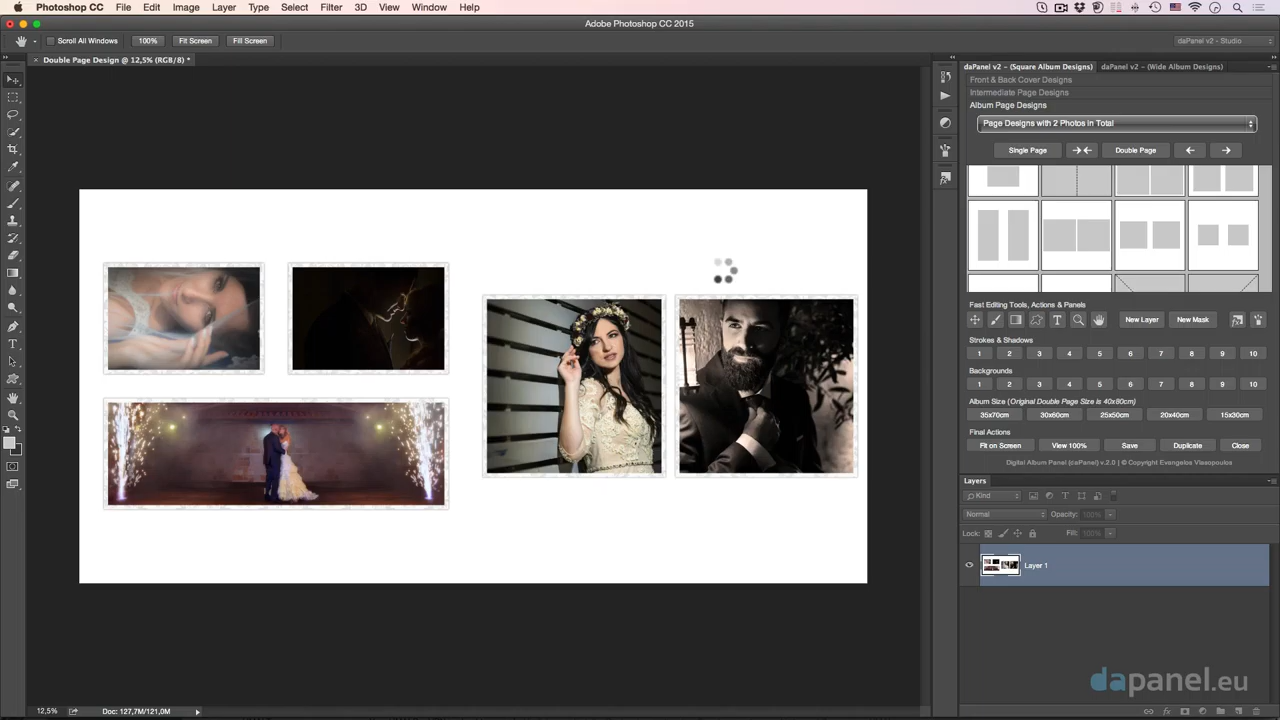 Photoshop CC File Edit Image Layer Type Select Filter 3D View Window Help
Adobe Photoshop CC 2015
Scroll All Windows 100% Fit Screen Fill Screen daPanel v2 - Studio
× Double Page Design @ 12,5% (RGB/8) *
daPanel v2 - (Square Album Designs) daPanel v2 - (Wide Album Designs)
Front & Back Cover Designs
Intermediate Page Designs
Album Page Designs
Page Designs with 2 Photos in Total
Single Page Double Page
Fast Editing Tools, Actions & Panels
T New Layer New Mask
Strokes & Shadows
1 2 3 4 5 6 7 8 9 10
Backgrounds
1 2 3 4 5 6 7 8 9 10
Album Size (Original Double Page Size is 40x80cm)
35x70cm 30x60cm 25x50cm 20x40cm 15x30cm
Final Actions
Fit on Screen View 100% Save Duplicate Close
Digital Album Panel (daPanel) v.2.0 | © Copyright by Evangelos Vlasopoulos
Layers
Kind
Normal Opacity: 100%
Lock: Fill: 100%
Layer 1
dapanel.eu
12,5% Doc: 127,7M/121,0M